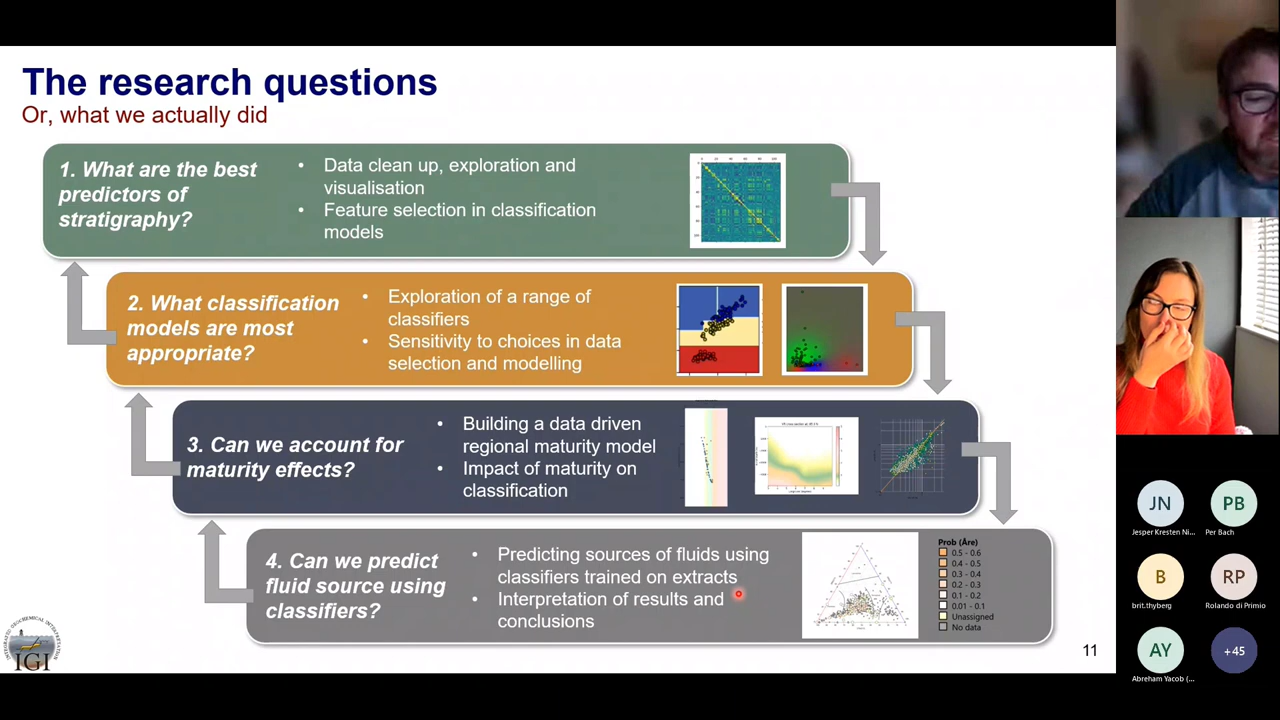 The research questions
Or, what we actually did
1. What are the best
predictors of
stratigraphy?
• Data clean up, exploration and
visualisation
• Feature selection in classification
models
2. What classification
models are most
appropriate?
• Exploration of a range of
classifiers
• Sensitivity to choices in data
selection and modelling
3. Can we account for
maturity effects?
• Building a data driven
regional maturity model
• Impact of maturity on
classification
4. Can we predict
fluid source using
classifiers?
• Predicting sources of fluids using
classifiers trained on extracts
• Interpretation of results and
conclusions
Prob (Åre)
0.5 - 0.6
0.4 - 0.5
0.3 - 0.4
0.2 - 0.3
0.1 - 0.2
0.01 - 0.1
Unassigned
No data
IGI
11
JN
Jesper Kresten Ni...
PB
Per Bach
B
brit.thyberg
RP
Rolando di Primio
AY
Abreham Yacob (...
+45